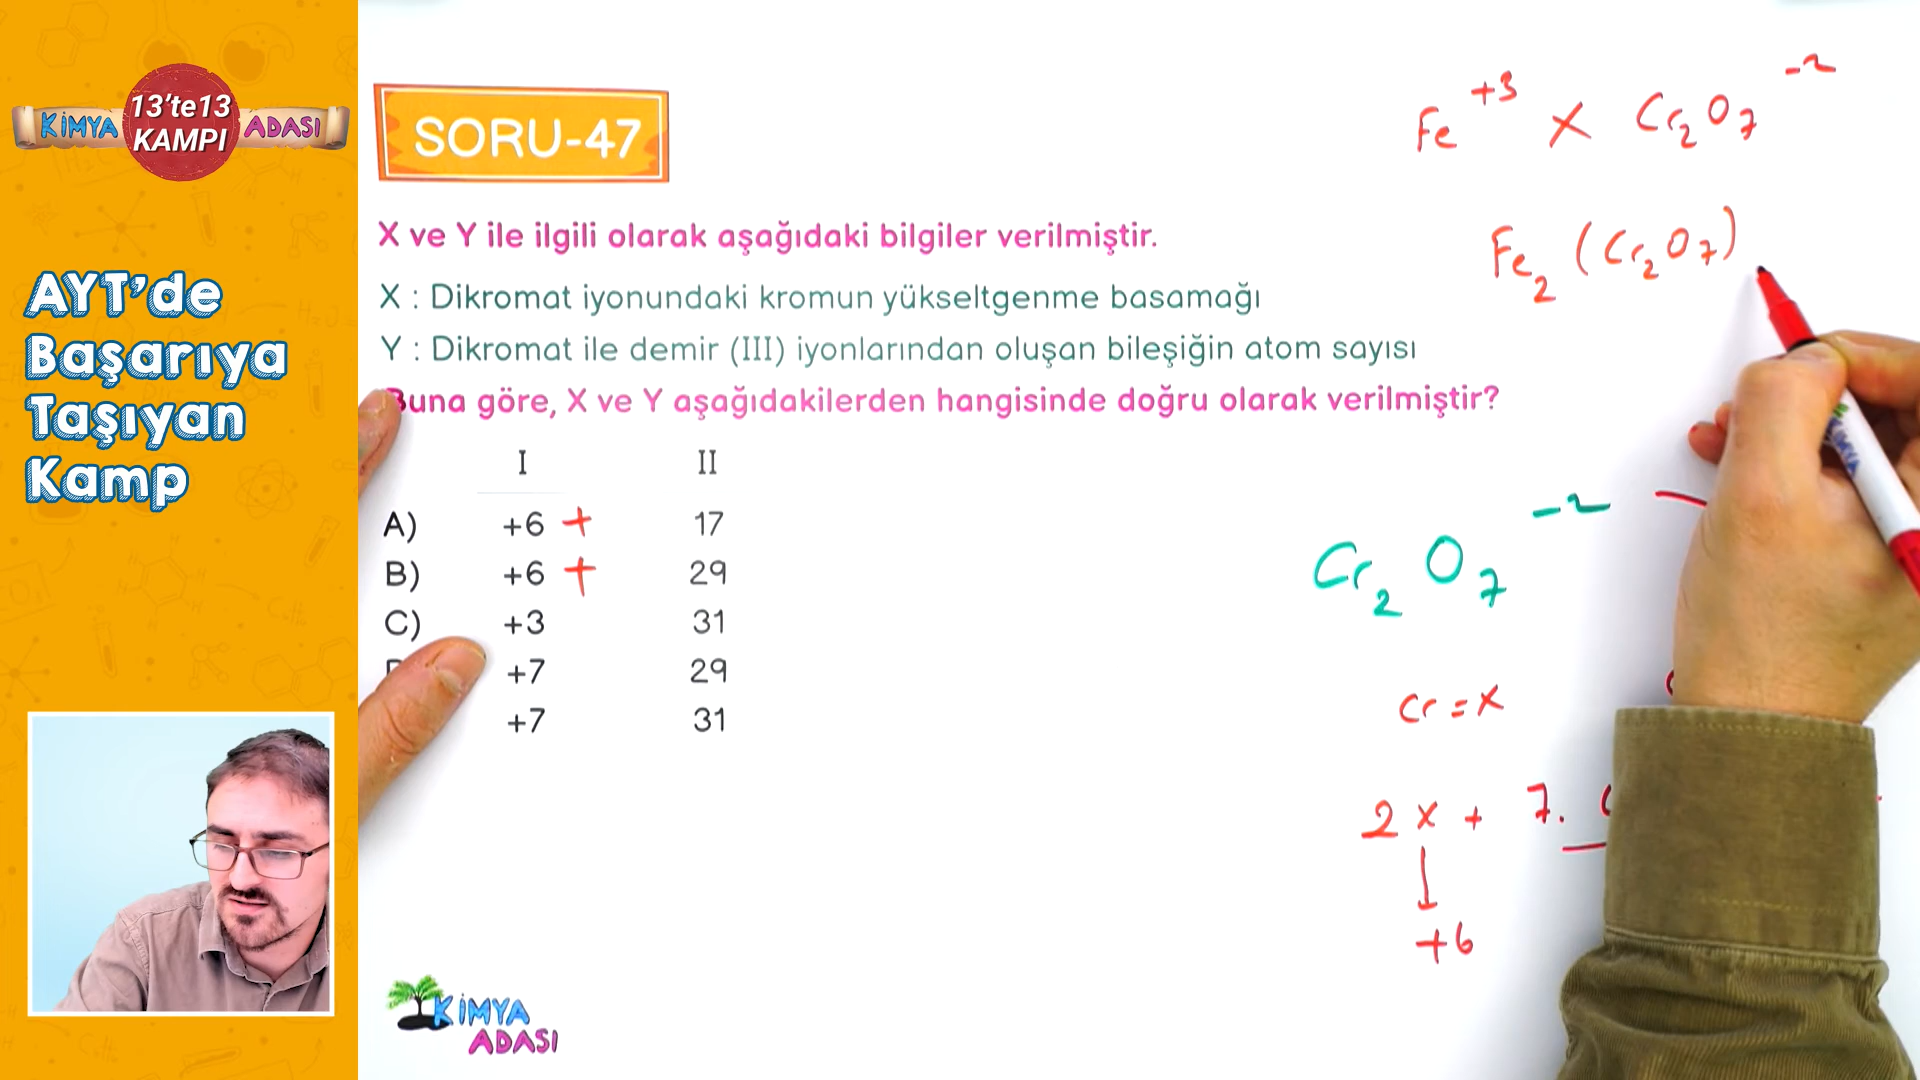 KİMYA 13'te13 KAMPI ADASI
AYT'de
Başarıya
Taşıyan
Kamp
SORU-47
X ve Y ile ilgili olarak aşağıdaki bilgiler verilmiştir.
X : Dikromat iyonundaki kromun yükseltgenme basamağı
Y : Dikromat ile demir (III) iyonlarından oluşan bileşiğin atom sayısı
Buna göre, X ve Y aşağıdakilerden hangisinde doğru olarak verilmiştir?
I II
A) +6 + 17
B) +6 + 29
C) +3 31
+7 29
+7 31
Fe +3 X Cr2O7 -2
Fe2 (Cr2O7)
Cr2O7 -2
Cr = X
2x + 7.
+6
KİMYA
ADASI